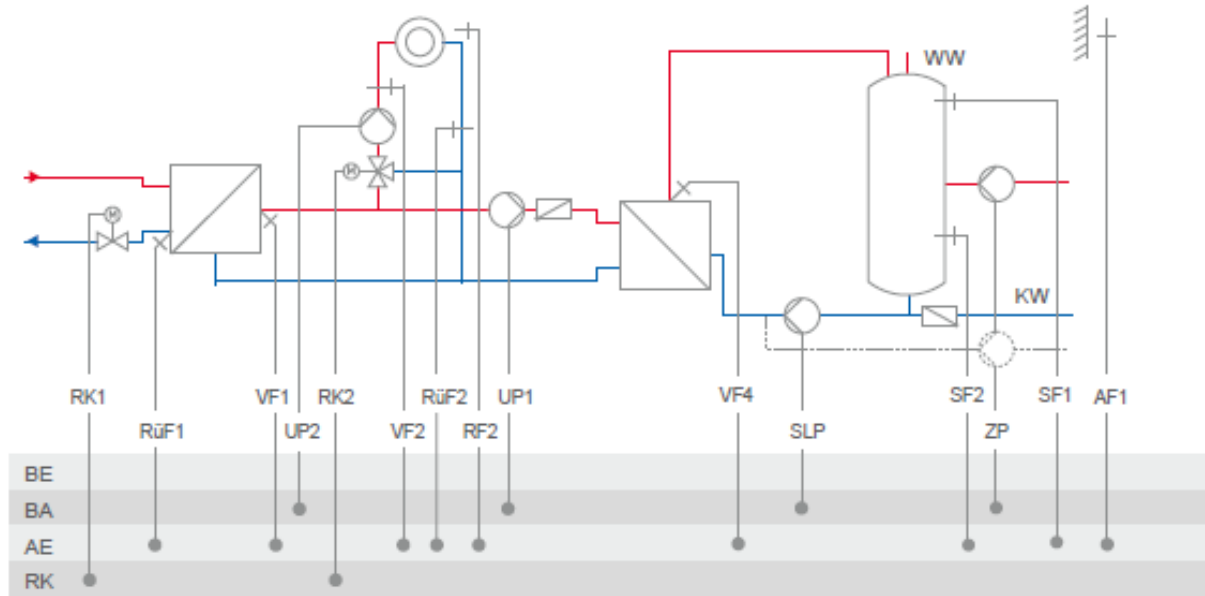 WW
M
M
KW
RK1 VF1 RK2 RüF2 UP1 VF4 SF2 SF1 AF1
RüF1 UP2 VF2 RF2 SLP ZP
BE
BA
AE
RK